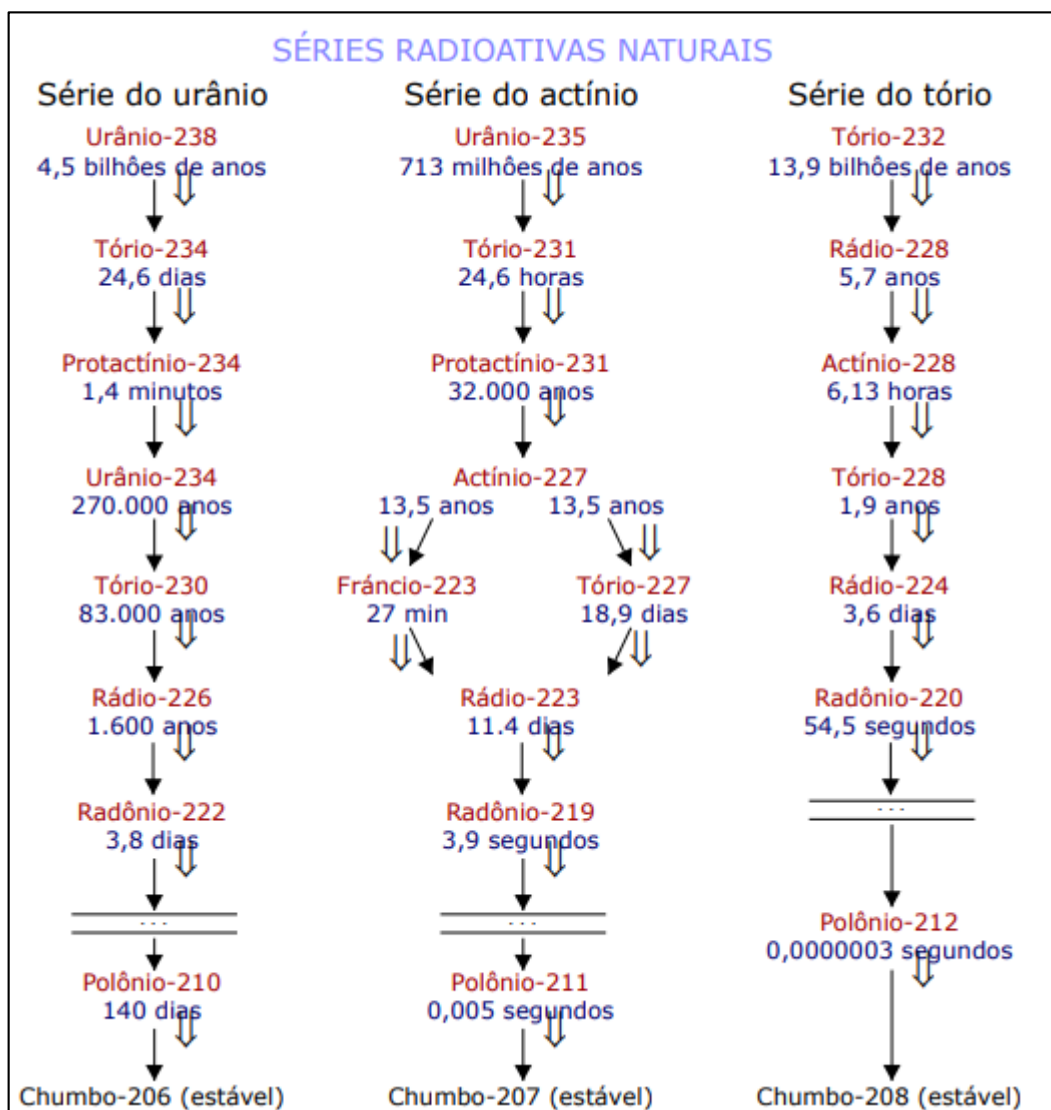 SÉRIES RADIOATIVAS NATURAIS
Série do urânio
Urânio-238
4,5 bilhões de anos
Tório-234
24,6 dias
Protactínio-234
1,4 minutos
Urânio-234
270.000 anos
Tório-230
83.000 anos
Rádio-226
1.600 anos
Radônio-222
3,8 dias
- - -
Polônio-210
140 dias
Chumbo-206 (estável)
Série do actínio
Urânio-235
713 milhões de anos
Tório-231
24,6 horas
Protactínio-231
32.000 anos
Actínio-227
13,5 anos 13,5 anos
Fráncio-223 Tório-227
27 min 18,9 dias
Rádio-223
11.4 dias
Radônio-219
3,9 segundos
- - -
Polônio-211
0,005 segundos
Chumbo-207 (estável)
Série do tório
Tório-232
13,9 bilhões de anos
Rádio-228
5,7 anos
Actínio-228
6,13 horas
Tório-228
1,9 anos
Rádio-224
3,6 dias
Radônio-220
54,5 segundos
- - -
Polônio-212
0,0000003 segundos
Chumbo-208 (estável)